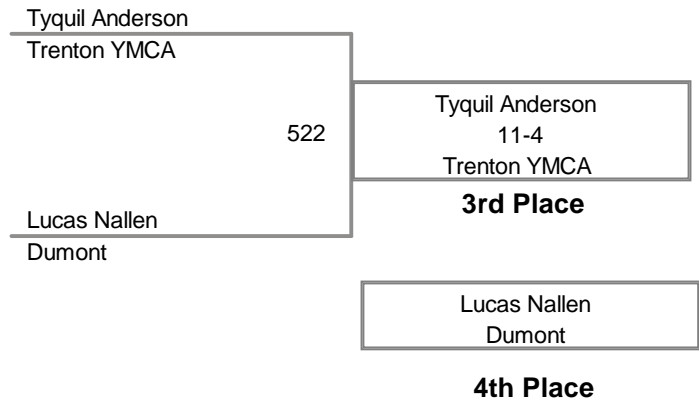 Tyquil Anderson
Trenton YMCA
522
Tyquil Anderson
11-4
Trenton YMCA
3rd Place
Lucas Nallen
Dumont
Lucas Nallen
Dumont
4th Place